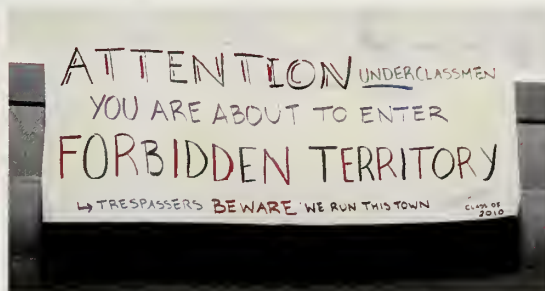 ATTENTION UNDERCLASSMEN
YOU ARE ABOUT TO ENTER
FORBIDDEN TERRITORY
↳ TRESPASSERS BEWARE WE RUN THIS TOWN
CLASS OF
2010